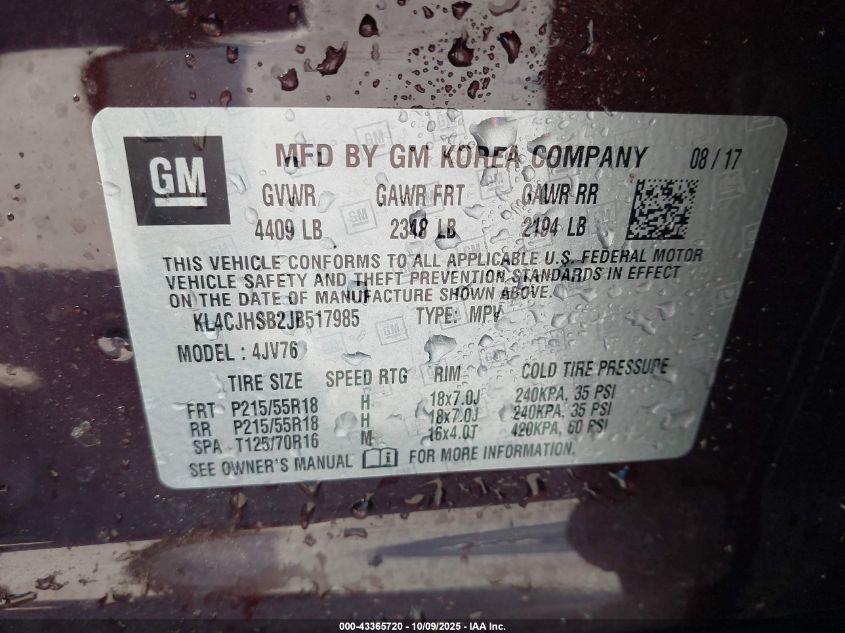 GM
MFD BY GM KOREA COMPANY 08 / 17
GVWR GAWR FRT GAWR RR
4409 LB 2348 LB 2194 LB
THIS VEHICLE CONFORMS TO ALL APPLICABLE U.S. FEDERAL MOTOR
VEHICLE SAFETY AND THEFT PREVENTION STANDARDS IN EFFECT
ON THE DATE OF MANUFACTURE SHOWN ABOVE.
KL4CJHSB2JB517985 TYPE: MPV
MODEL : 4JV76
TIRE SIZE SPEED RTG RIM COLD TIRE PRESSURE
FRT P215/55R18 H 18x7.0J 240KPA, 35 PSI
RR P215/55R18 H 18x7.0J 240KPA, 35 PSI
SPA T125/70R16 M 16x4.0T 420KPA, 60 PSI
SEE OWNER'S MANUAL FOR MORE INFORMATION.
000-43365720 - 10/09/2025 - IAA Inc.